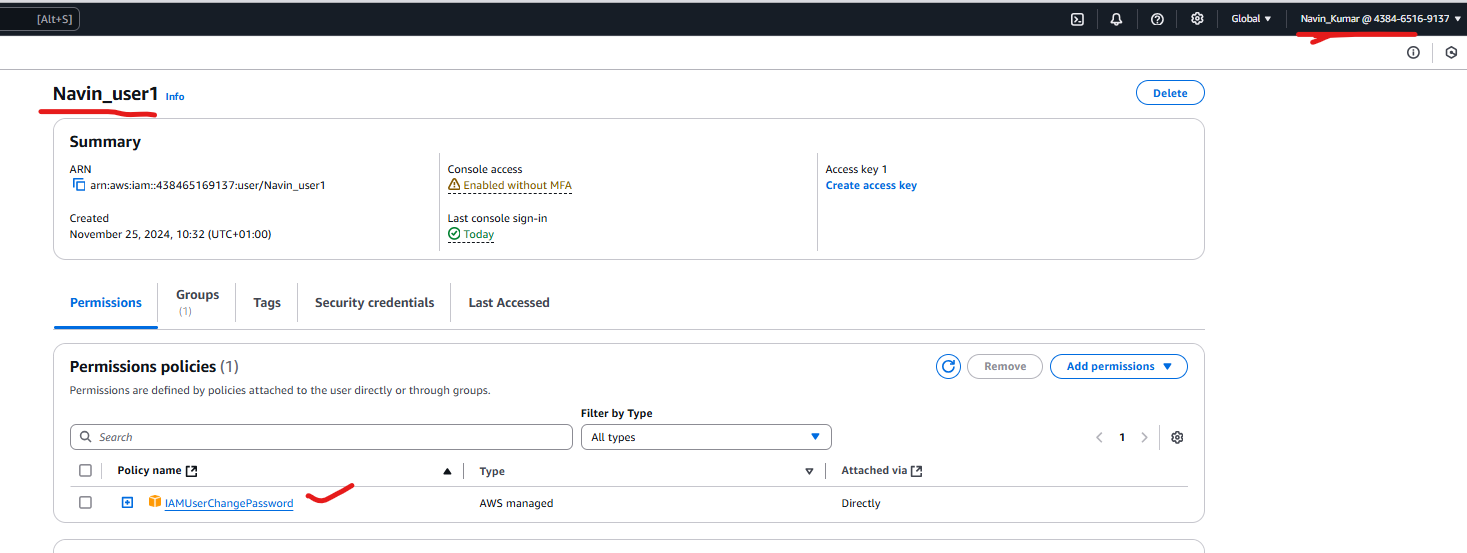 [Alt+S] Global Navin_Kumar @ 4384-6516-9137
Navin_user1 Info Delete
Summary
ARN Console access Access key 1
arn:aws:iam::438465169137:user/Navin_user1 Enabled without MFA Create access key
Created Last console sign-in
November 25, 2024, 10:32 (UTC+01:00) Today
Permissions Groups (1) Tags Security credentials Last Accessed
Permissions policies (1) Remove Add permissions
Permissions are defined by policies attached to the user directly or through groups.
Filter by Type
Search All types 1
Policy name Type Attached via
IAMUserChangePassword AWS managed Directly